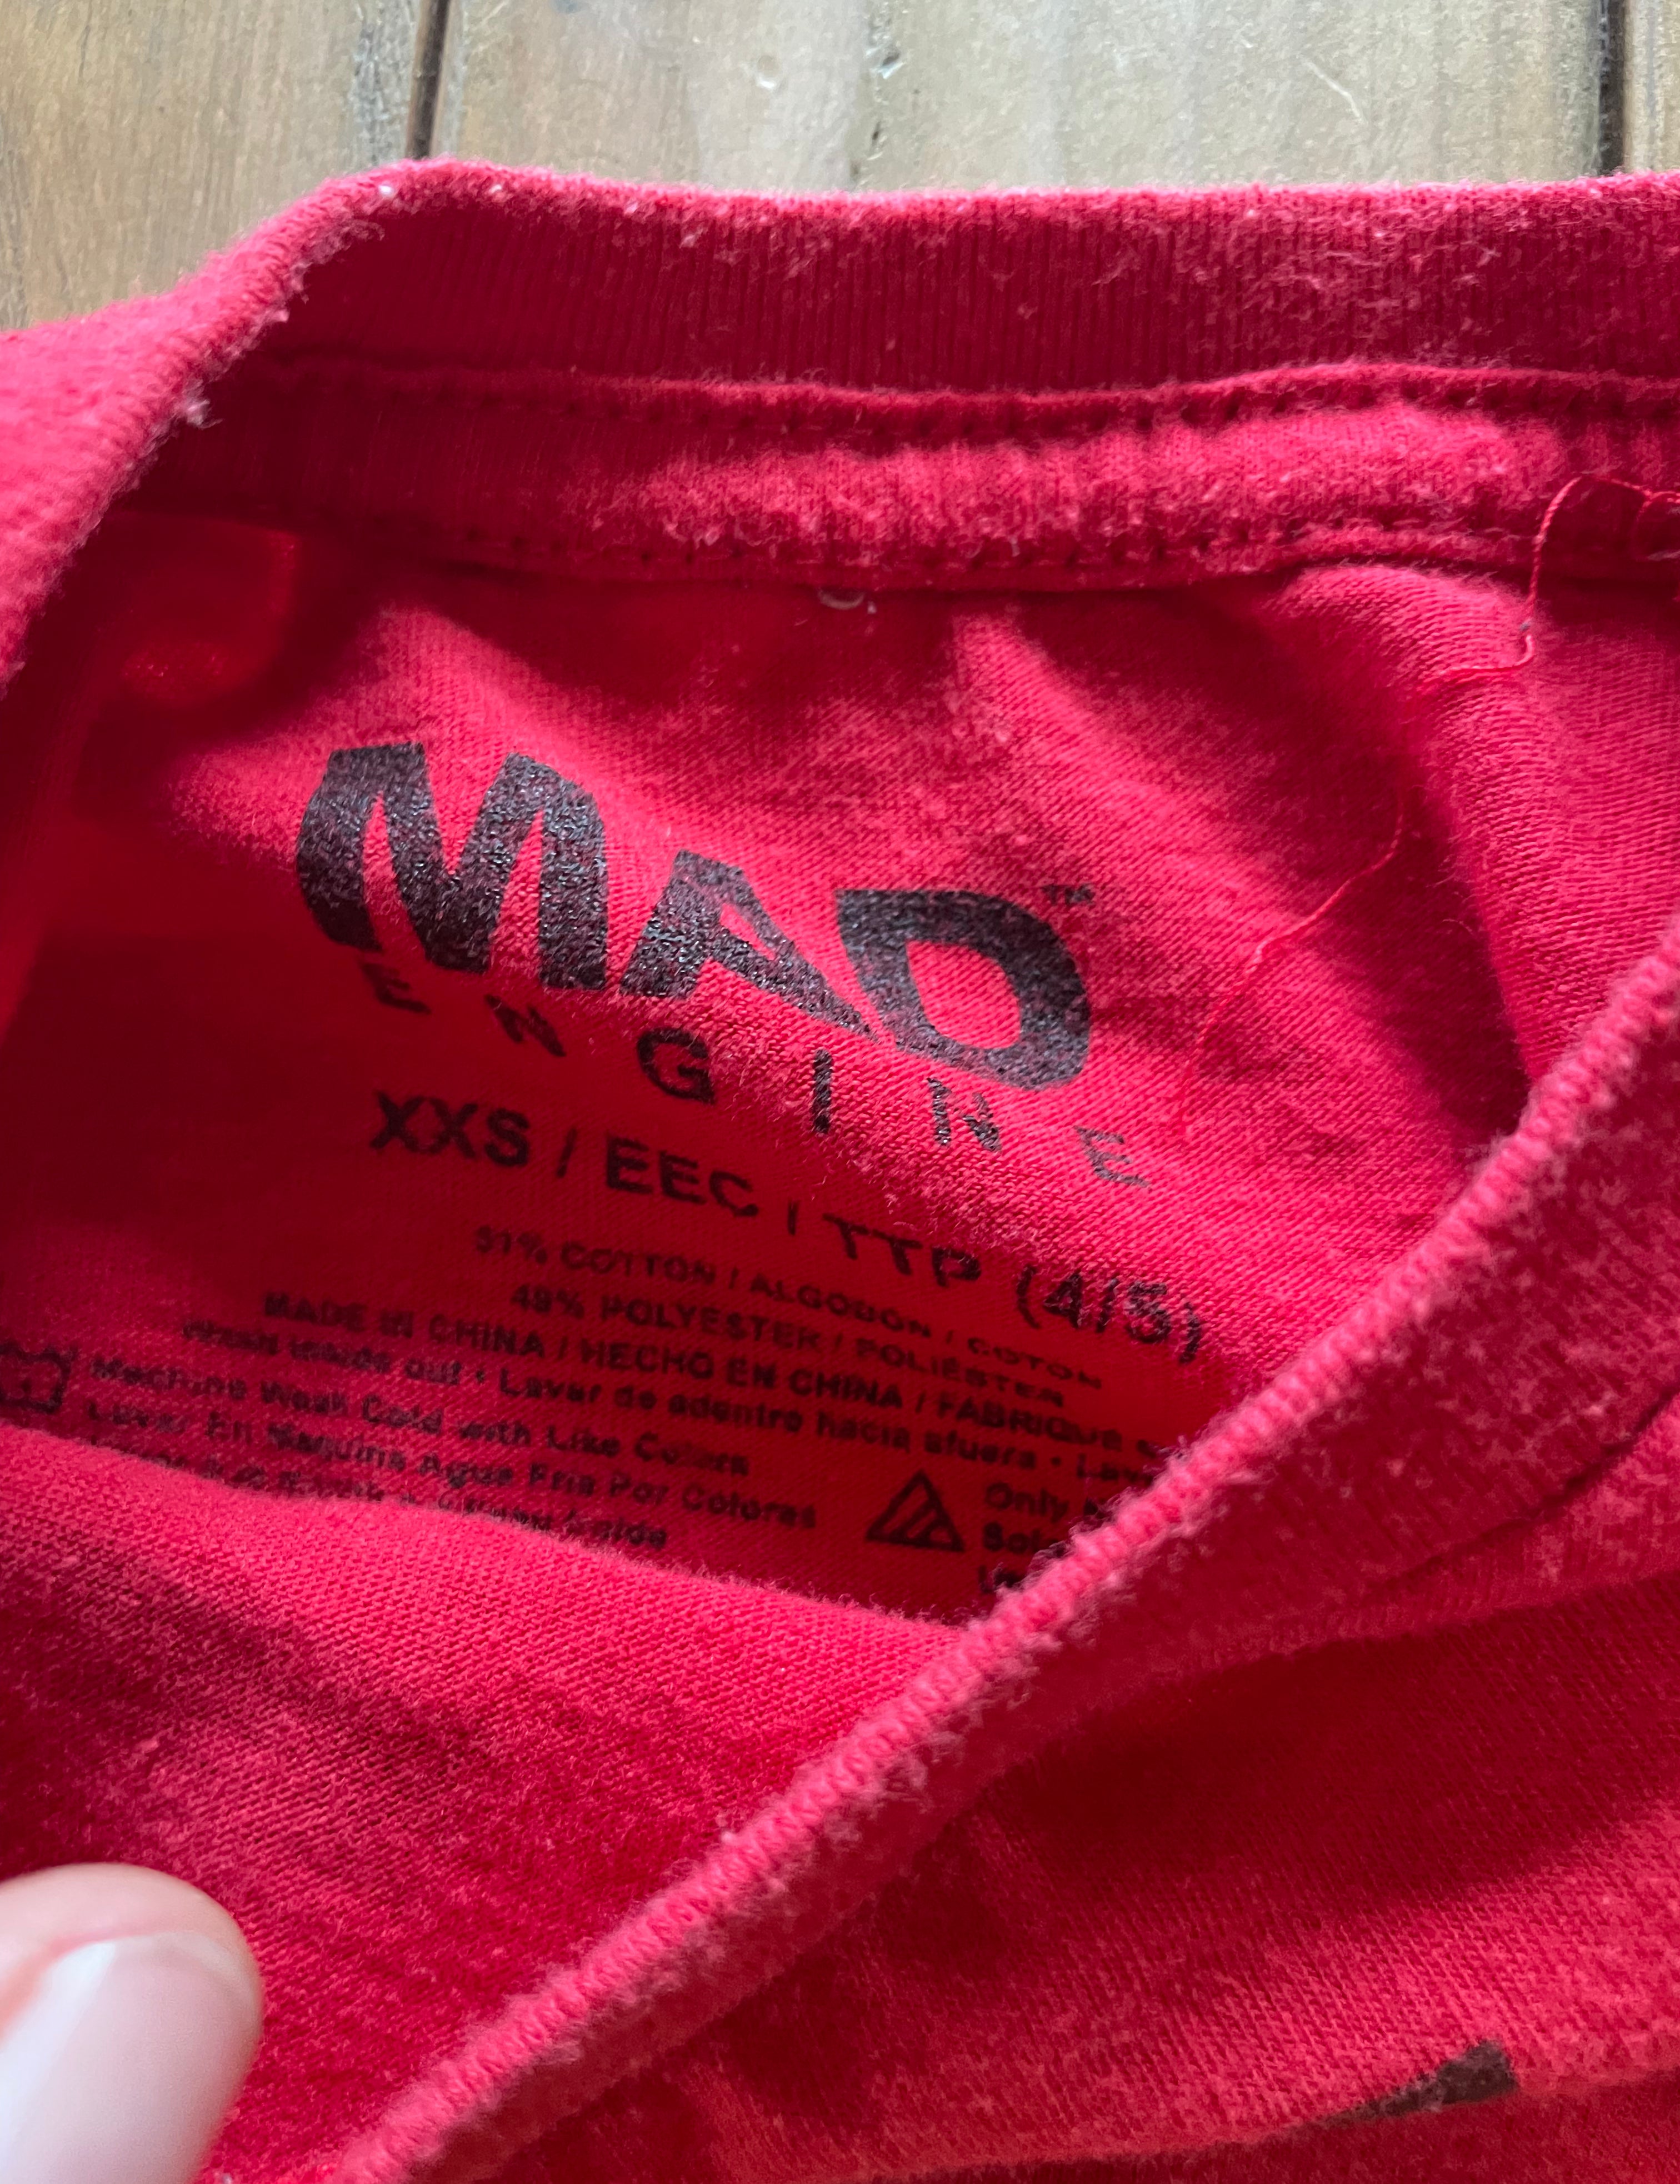 MAD™
ENGINE
XXS / EEC / TTP (4/5)
51% COTTON / ALGODON / COTON
49% POLYESTER / POLIÉSTER
MADE IN CHINA / HECHO EN CHINA / FABRIQUE
Wash inside out • Lavar de adentro hacia afuera •
Machine Wash Cold with Like Colors
Lavar En Maquina Agua Fria Por Colores
Only